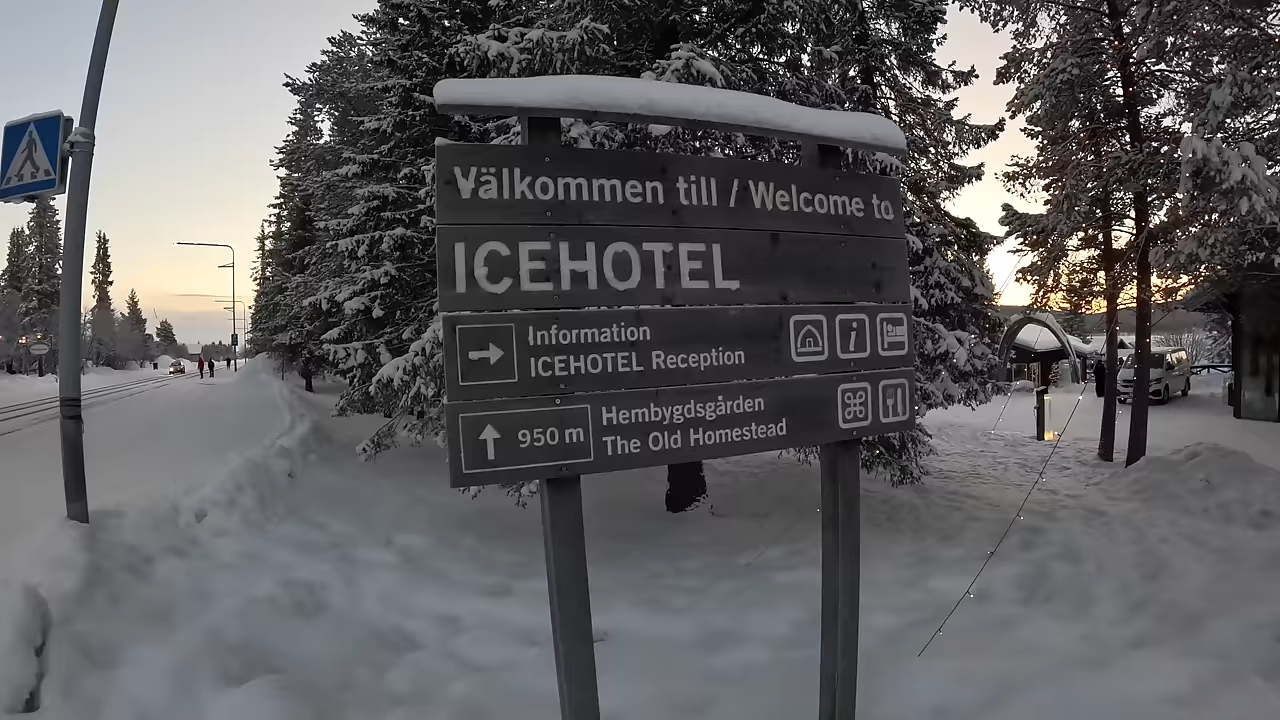 Välkommen till / Welcome to
ICEHOTEL
Information
ICEHOTEL Reception
950 m
Hembygdsgården
The Old Homestead